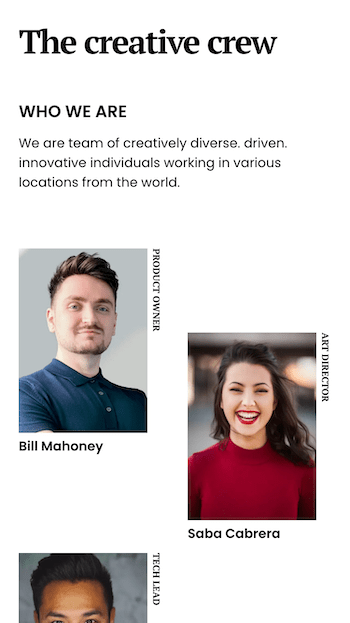 The creative crew
WHO WE ARE
We are team of creatively diverse. driven.
innovative individuals working in various
locations from the world.
PRODUCT OWNER
Bill Mahoney
ART DIRECTOR
Saba Cabrera
TECH LEAD